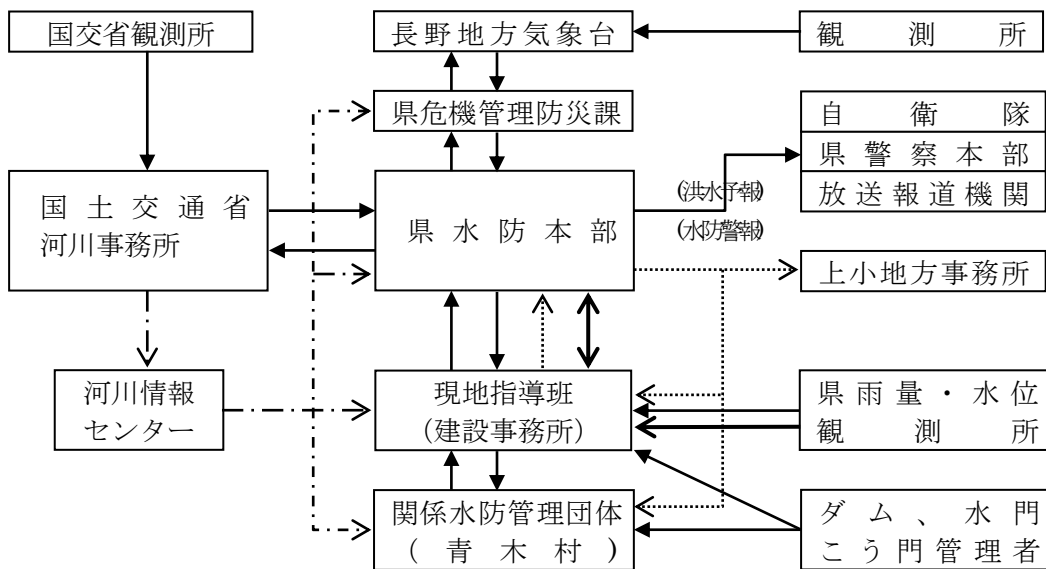 国交省観測所
長野地方気象台
観測所
県危機管理防災課
自衛隊
県警察本部
放送報道機関
国土交通省
河川事務所
県水防本部
(洪水予報)
(水防警報)
上小地方事務所
河川情報
センター
現地指導班
(建設事務所)
県雨量・水位
観測所
関係水防管理団体
(青木村)
ダム、水門
こう門管理者